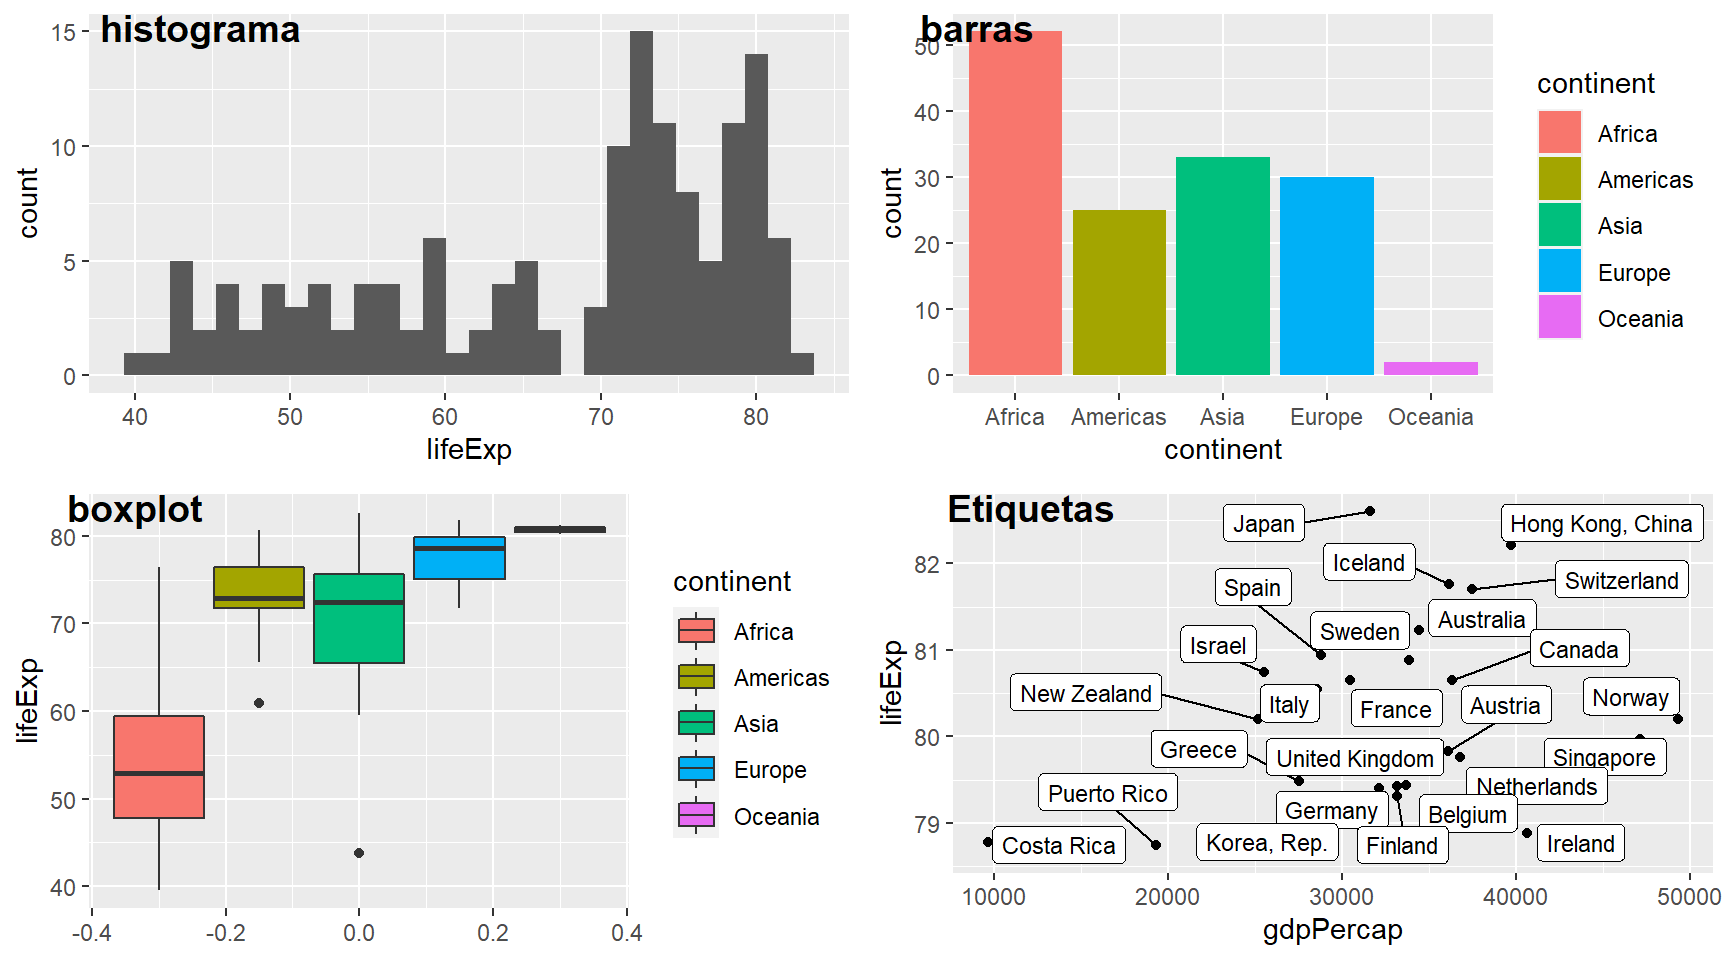 histograma
count
15
10
5
0
40 50 60 70 80
lifeExp
barras
count
50
40
30
20
10
0
Africa Americas Asia Europe Oceania
continent
continent
Africa
Americas
Asia
Europe
Oceania
boxplot
lifeExp
80
70
60
50
40
-0.4 -0.2 0.0 0.2 0.4
continent
Africa
Americas
Asia
Europe
Oceania
Etiquetas
lifeExp
82
81
80
79
Japan
Hong Kong, China
Iceland
Switzerland
Spain
Australia
Sweden
Israel
Canada
New Zealand
Italy
France
Austria
Norway
Greece
United Kingdom
Singapore
Puerto Rico
Netherlands
Germany
Belgium
Costa Rica
Korea, Rep.
Finland
Ireland
10000 20000 30000 40000 50000
gdpPercap